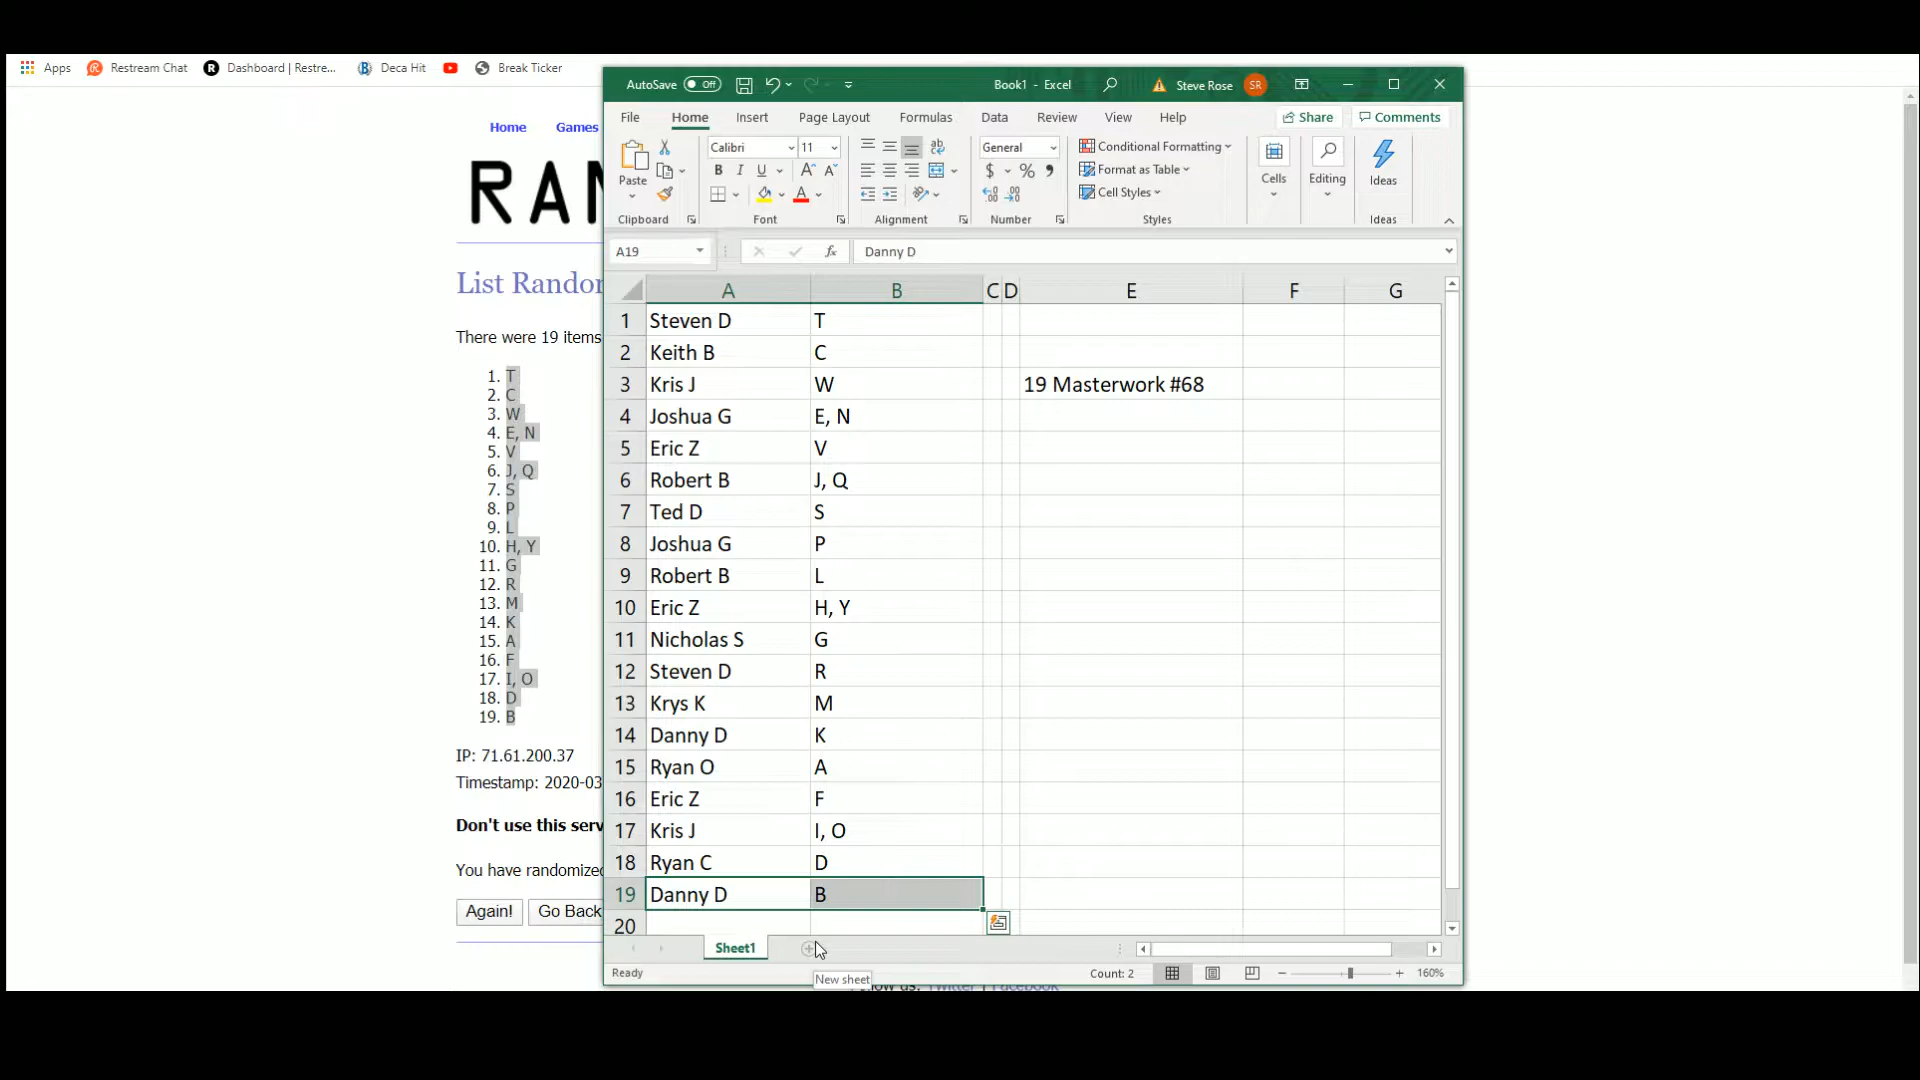 Apps Restream Chat Dashboard | Restre... Deca Hit Break Ticker
Home Games
RAN
List Random
There were 19 items
1. T
2. C
3. W
4. E, N
5. V
6. J, Q
7. S
8. P
9. L
10. H, Y
11. G
12. R
13. M
14. K
15. A
16. F
17. I, O
18. D
19. B
IP: 71.61.200.37
Timestamp: 2020-03
Don't use this serv
You have randomized
Again! Go Back
AutoSave Off Book1 - Excel Steve Rose SR
File Home Insert Page Layout Formulas Data Review View Help Share Comments
Paste Calibri 11 General Conditional Formatting Format as Table Cell Styles Cells Editing Ideas
B I U $ %
Clipboard Font Alignment Number Styles Ideas
A19 fx Danny D
A B C D E F G
1 Steven D T
2 Keith B C
3 Kris J W 19 Masterwork #68
4 Joshua G E, N
5 Eric Z V
6 Robert B J, Q
7 Ted D S
8 Joshua G P
9 Robert B L
10 Eric Z H, Y
11 Nicholas S G
12 Steven D R
13 Krys K M
14 Danny D K
15 Ryan O A
16 Eric Z F
17 Kris J I, O
18 Ryan C D
19 Danny D B
20
Sheet1
Ready Count: 2 160%
New sheet